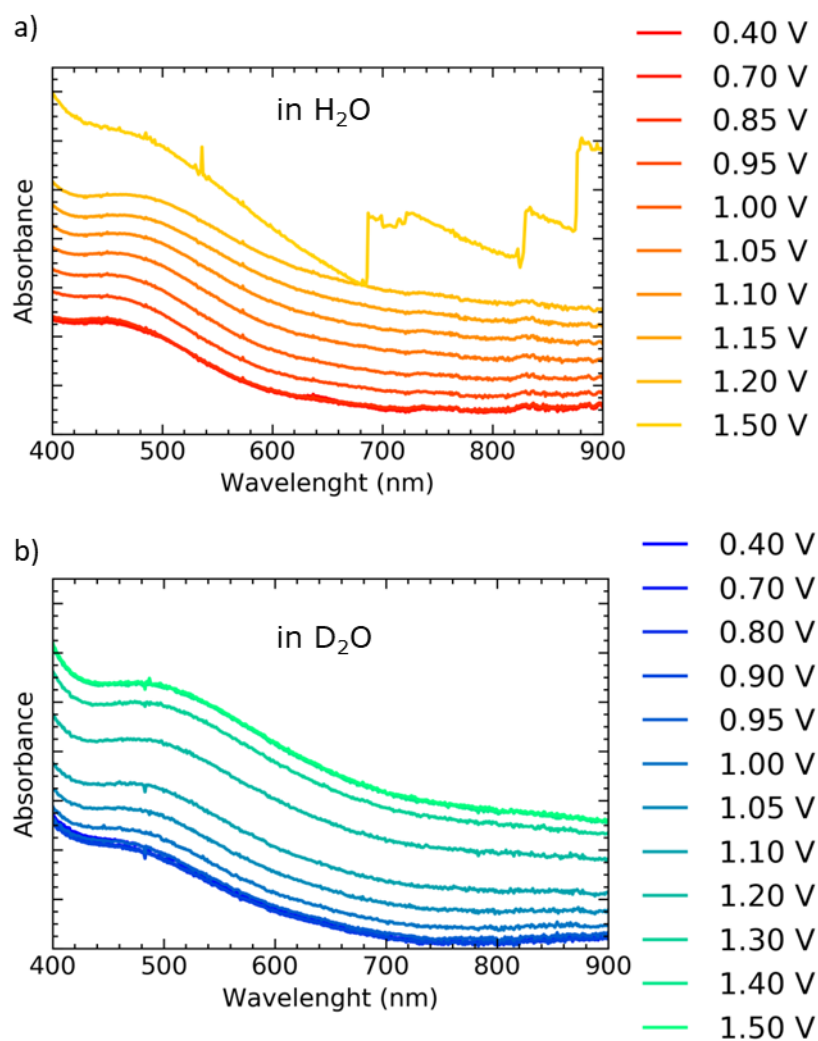 a)
in H₂O
Absorbance
400 500 600 700 800 900
Wavelenght (nm)
0.40 V
0.70 V
0.85 V
0.95 V
1.00 V
1.05 V
1.10 V
1.15 V
1.20 V
1.50 V
b)
in D₂O
Absorbance
400 500 600 700 800 900
Wavelenght (nm)
0.40 V
0.70 V
0.80 V
0.90 V
0.95 V
1.00 V
1.05 V
1.10 V
1.20 V
1.30 V
1.40 V
1.50 V